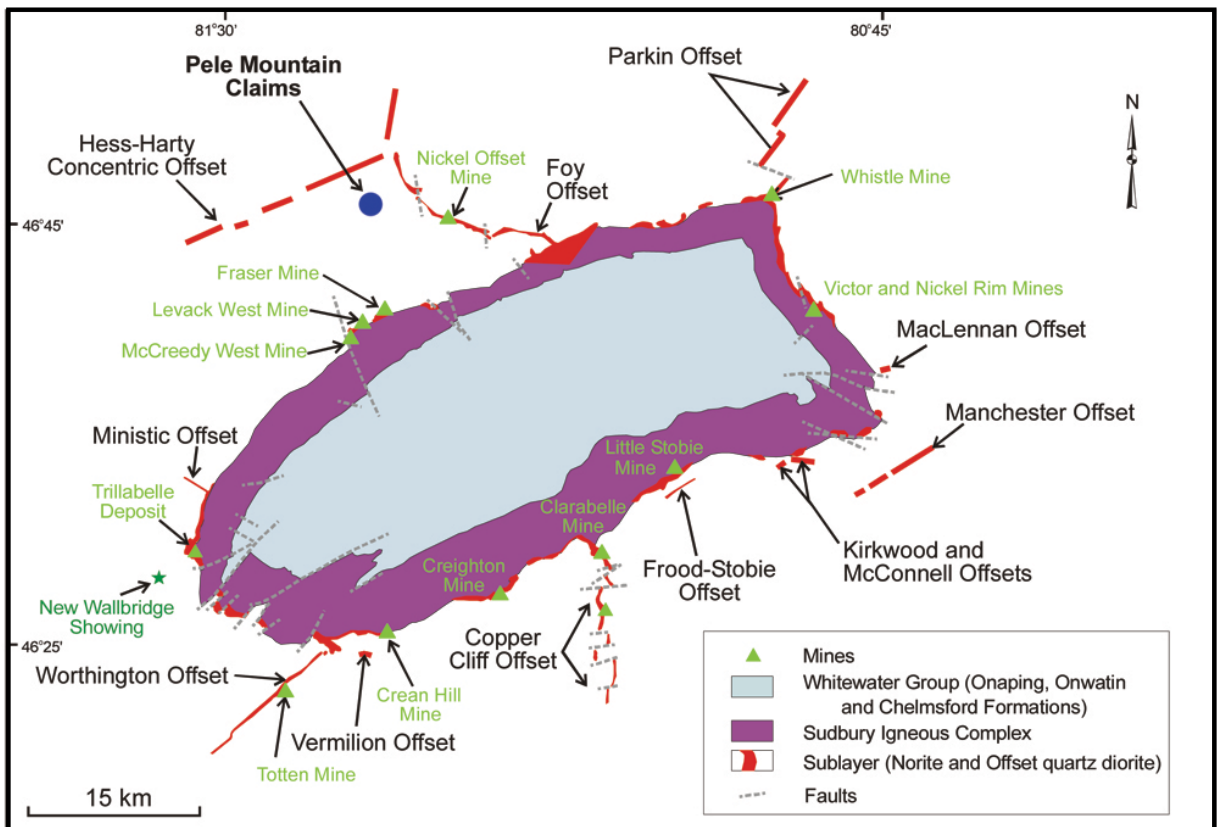 81°30'
80°45'
Pele Mountain
Claims
Parkin Offset
N
Hess-Harty
Concentric Offset
Nickel Offset
Mine
Foy
Offset
Whistle Mine
46°45'
Fraser Mine
Levack West Mine
McCreedy West Mine
Victor and Nickel Rim Mines
MacLennan Offset
Manchester Offset
Ministic Offset
Little Stobie
Mine
Trillabelle
Deposit
Clarabelle
Mine
Kirkwood and
McConnell Offsets
Frood-Stobie
Offset
Creighton
Mine
New Wallbridge
Showing
46°25'
Copper
Cliff Offset
Worthington Offset
Crean Hill
Mine
Vermilion Offset
Totten Mine
15 km
Mines
Whitewater Group (Onaping, Onwatin
and Chelmsford Formations)
Sudbury Igneous Complex
Sublayer (Norite and Offset quartz diorite)
Faults